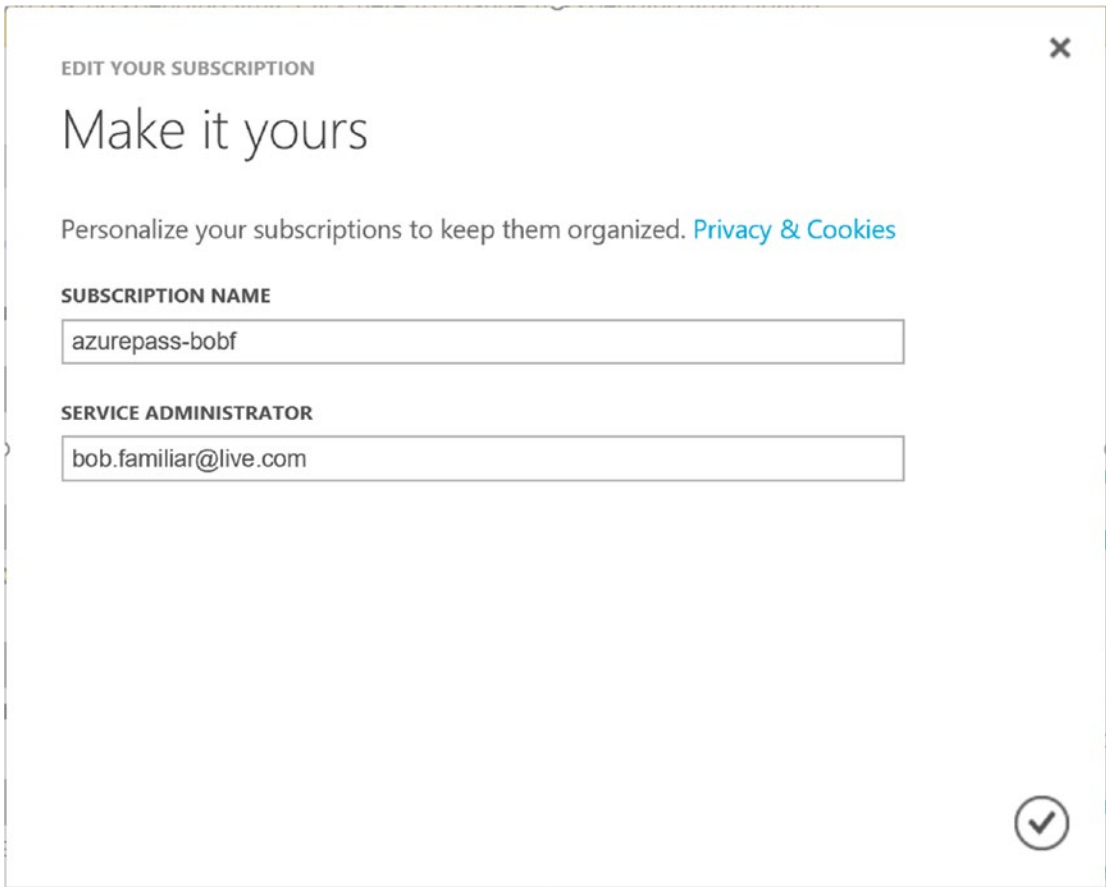 EDIT YOUR SUBSCRIPTION
Make it yours
Personalize your subscriptions to keep them organized. Privacy & Cookies
SUBSCRIPTION NAME
azurepass-bobf
SERVICE ADMINISTRATOR
bob.familiar@live.com